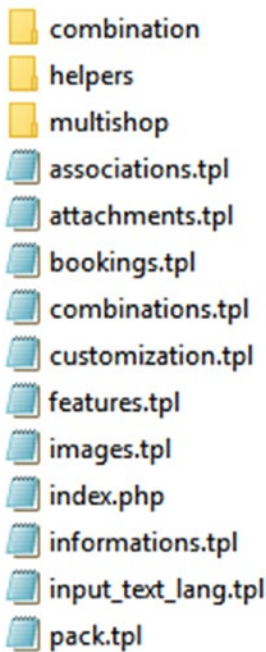 combination
helpers
multishop
associations.tpl
attachments.tpl
bookings.tpl
combinations.tpl
customization.tpl
features.tpl
images.tpl
index.php
informations.tpl
input_text_lang.tpl
pack.tpl